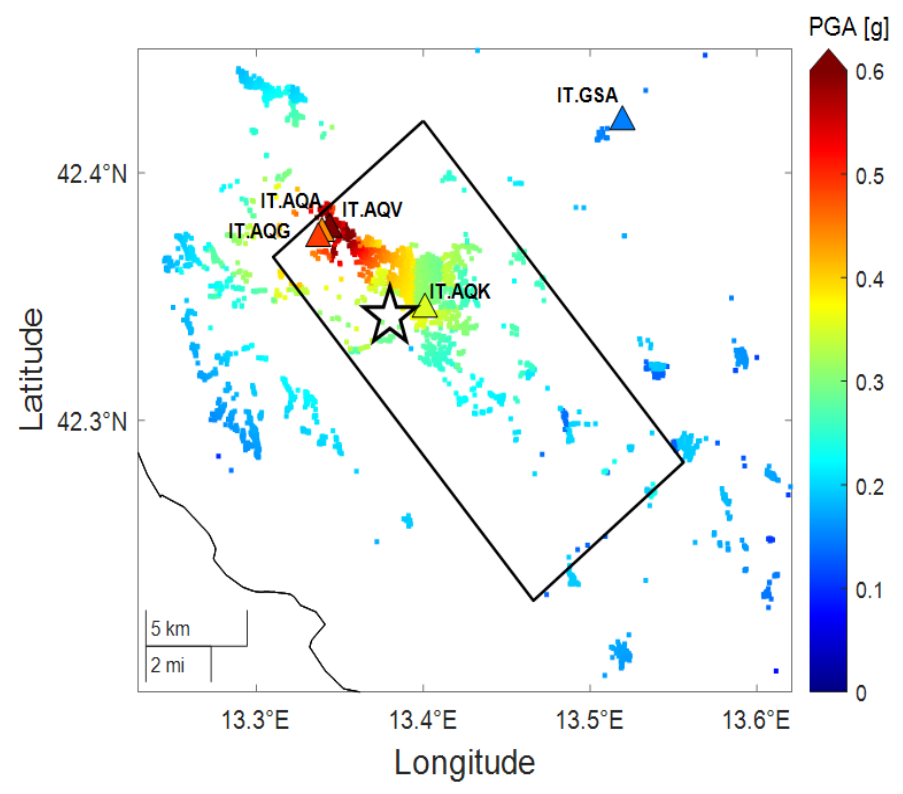 PGA [g]
IT.GSA
0.6
42.4°N
0.5
IT.AQA
IT.AQV
IT.AQG
0.4
IT.AQK
Latitude
0.3
42.3°N
0.2
0.1
5 km
2 mi
0
13.3°E
13.4°E
13.5°E
13.6°E
Longitude